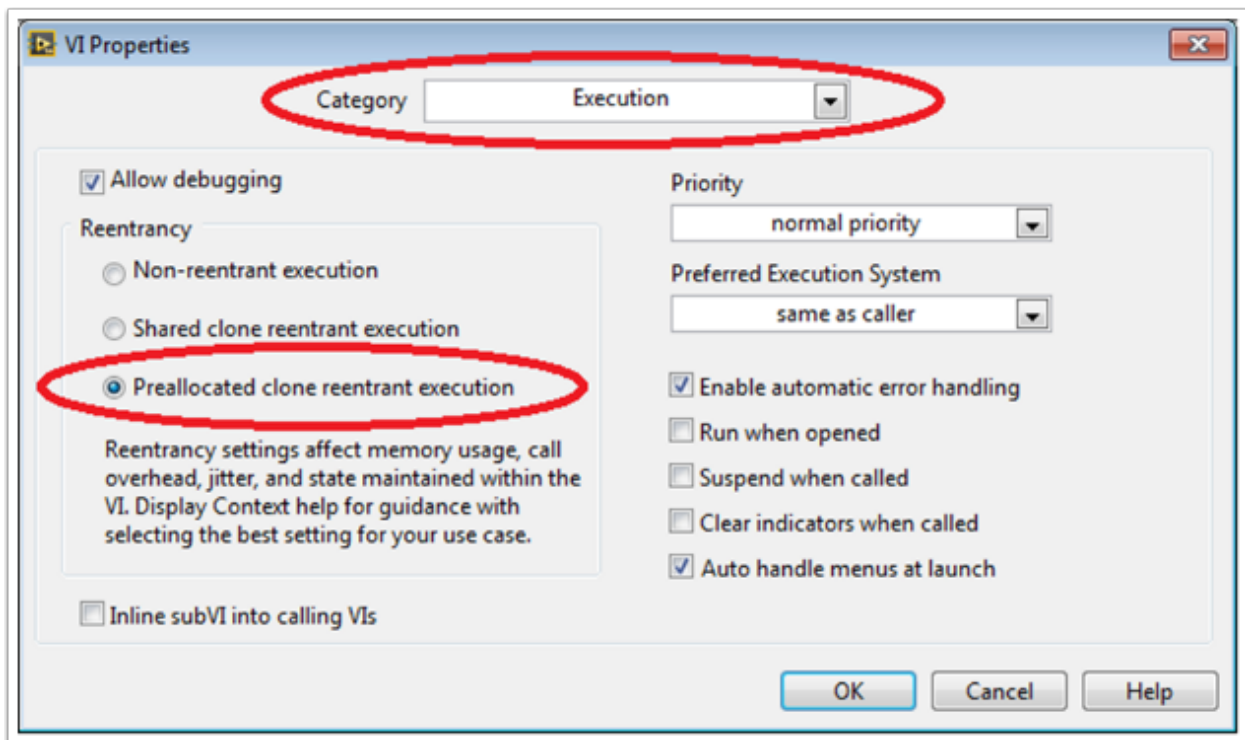 VI Properties
Category Execution
Allow debugging
Reentrancy
Non-reentrant execution
Shared clone reentrant execution
Preallocated clone reentrant execution
Reentrancy settings affect memory usage, call
overhead, jitter, and state maintained within the
VI. Display Context help for guidance with
selecting the best setting for your use case.
Inline subVI into calling VIs
Priority
normal priority
Preferred Execution System
same as caller
Enable automatic error handling
Run when opened
Suspend when called
Clear indicators when called
Auto handle menus at launch
OK Cancel Help